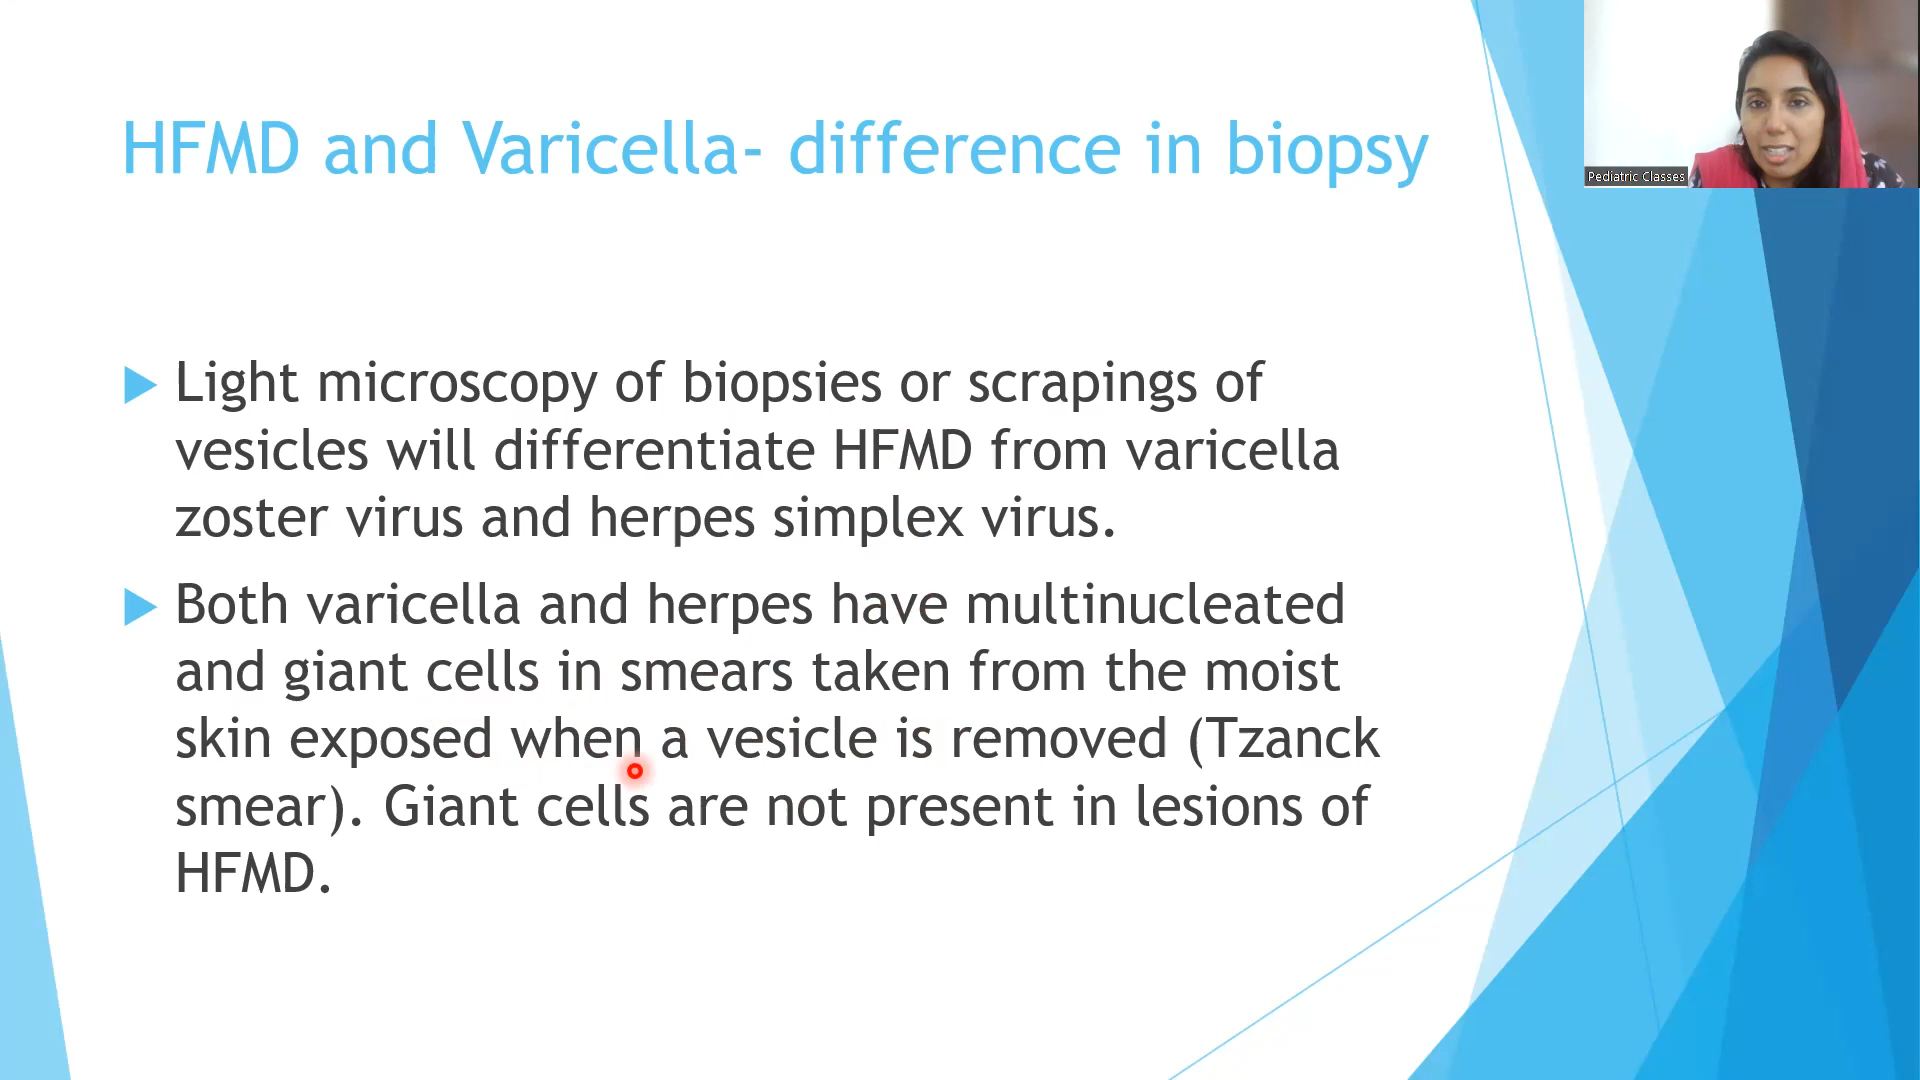 HFMD and Varicella- difference in biopsy
Pediatric Classes
Light microscopy of biopsies or scrapings of
vesicles will differentiate HFMD from varicella
zoster virus and herpes simplex virus.
Both varicella and herpes have multinucleated
and giant cells in smears taken from the moist
skin exposed when a vesicle is removed (Tzanck
smear). Giant cells are not present in lesions of
HFMD.